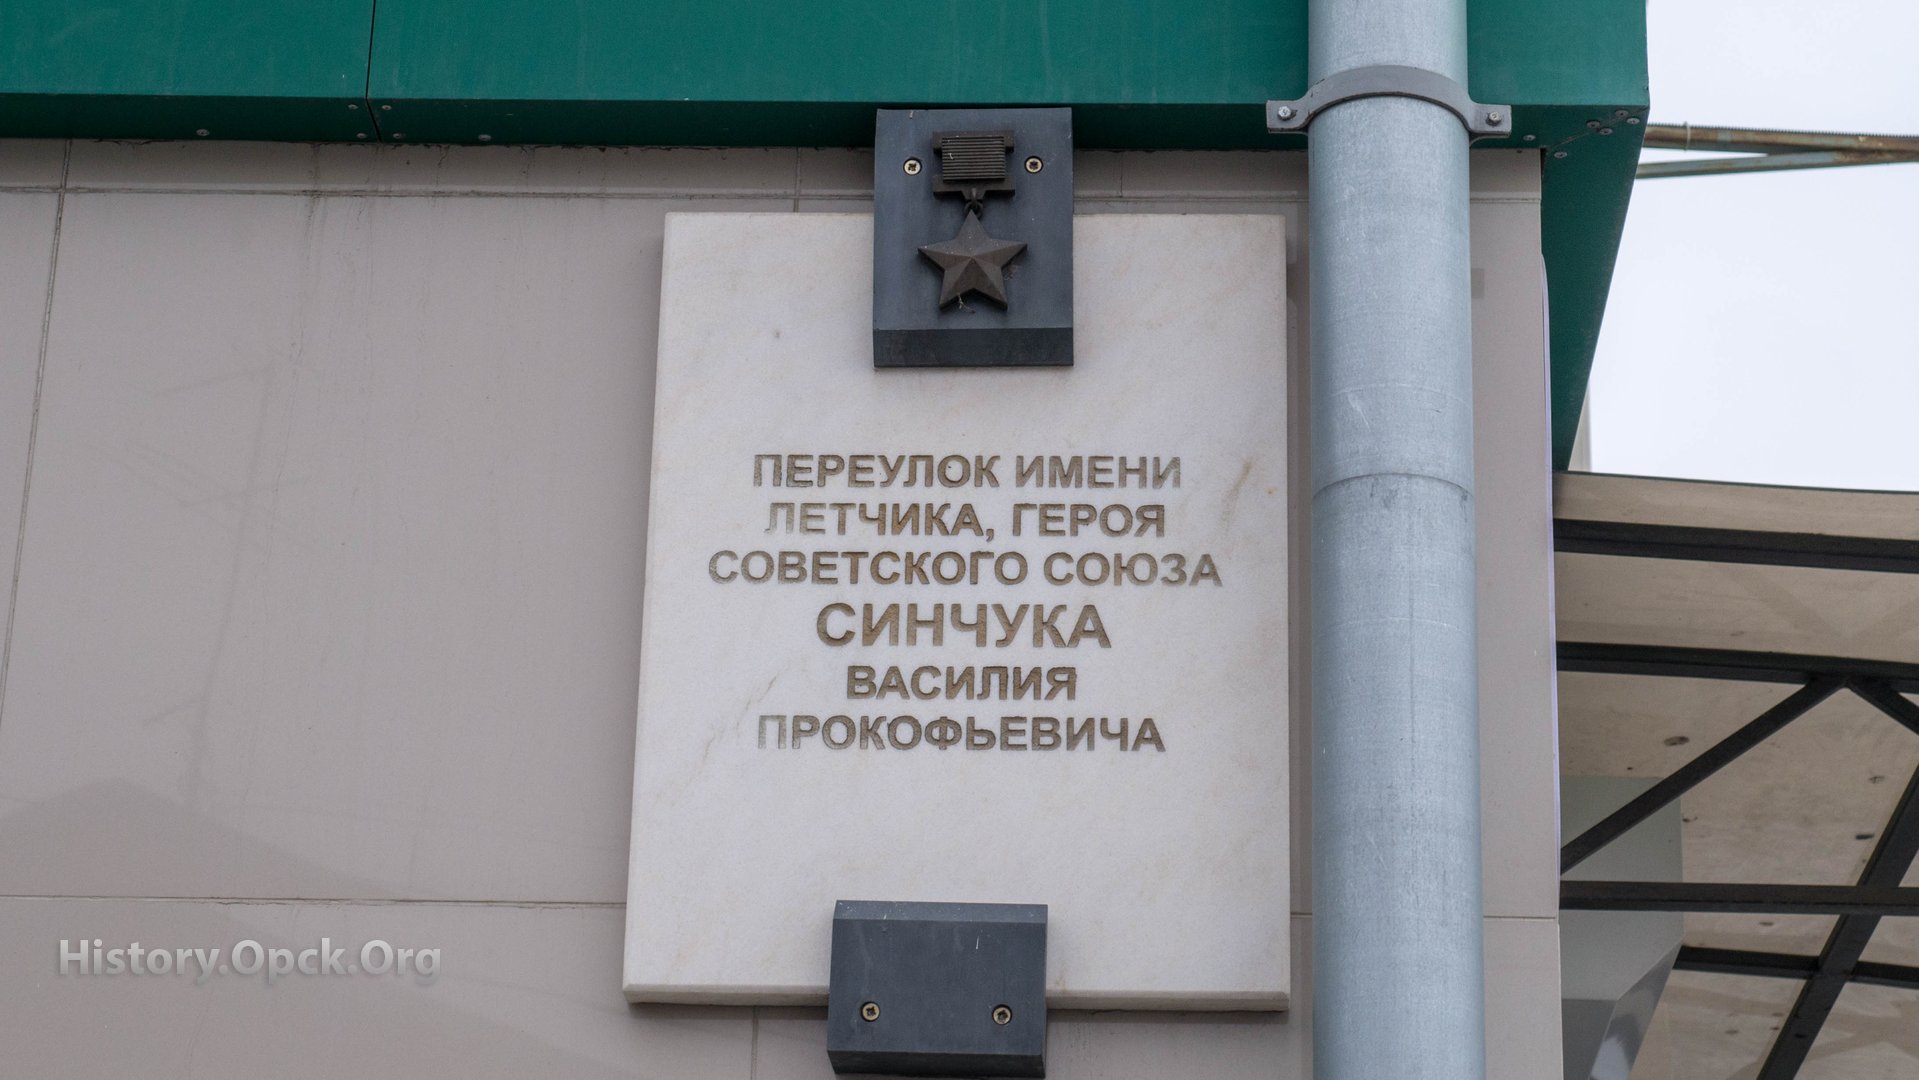 ПЕРЕУЛОК ИМЕНИ
ЛЕТЧИКА, ГЕРОЯ
СОВЕТСКОГО СОЮЗА
СИНЧУКА
ВАСИЛИЯ
ПРОКОФЬЕВИЧА
History.Opck.Org